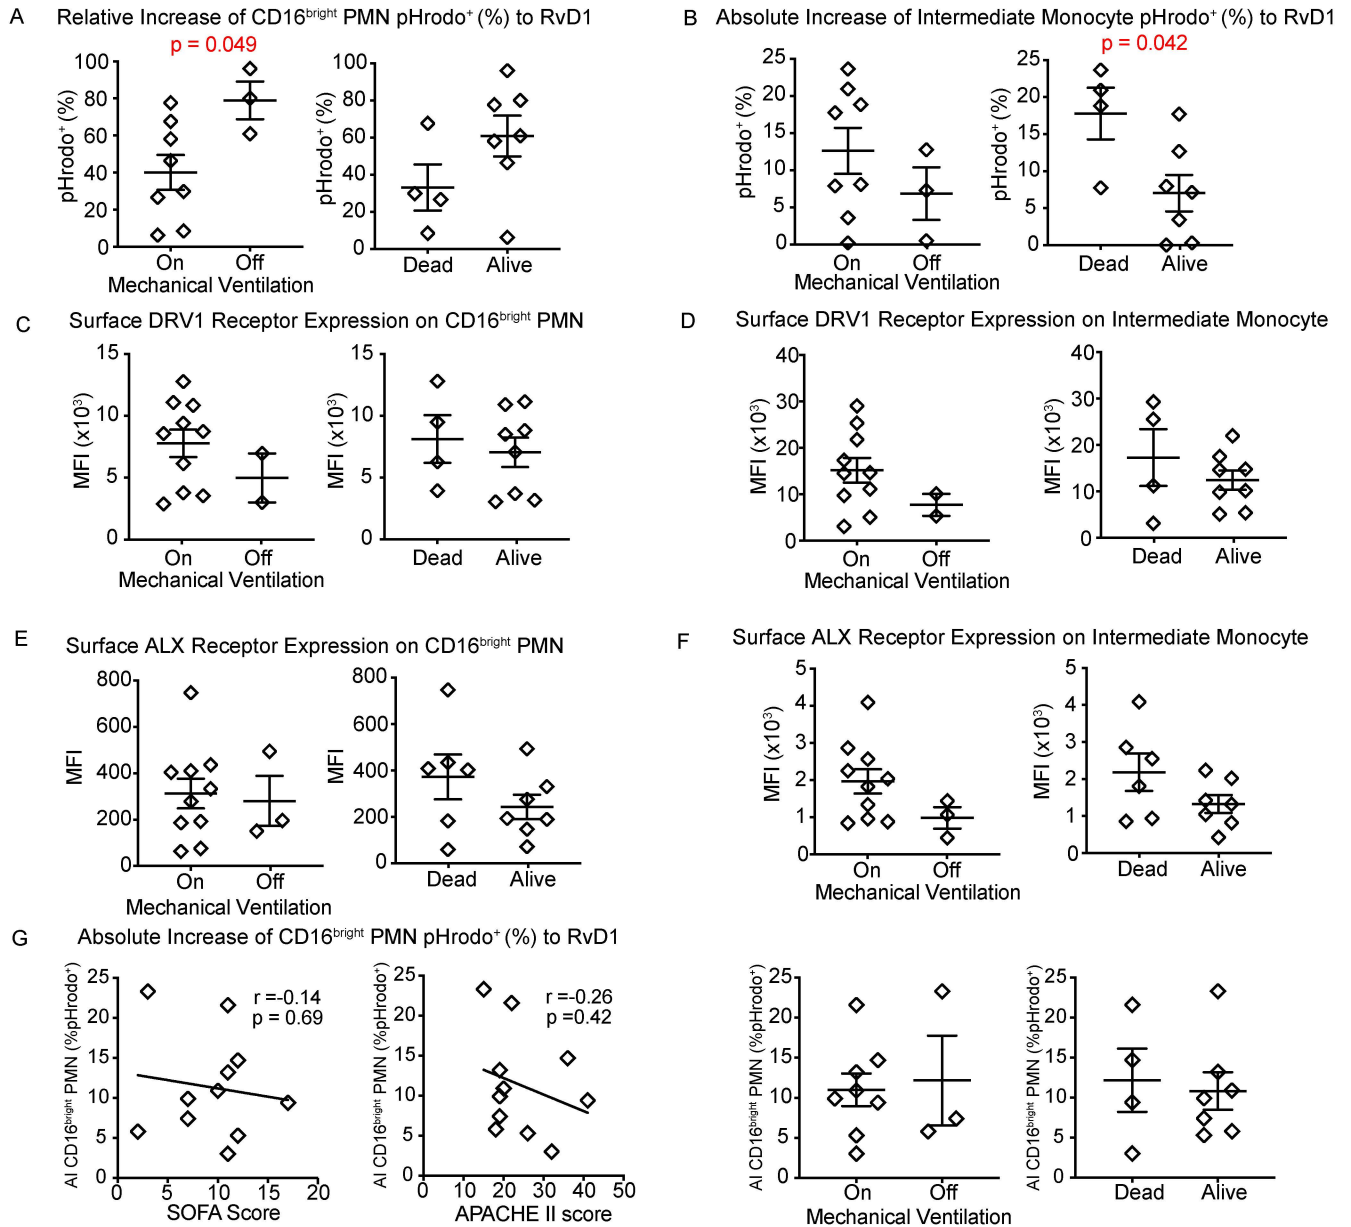 A
Relative Increase of CD16bright PMN pHrodo+ (%) to RvD1
p = 0.049
pHrodo+ (%)
100
80
60
40
20
0
On
Off
Mechanical Ventilation
pHrodo+ (%)
100
80
60
40
20
0
Dead
Alive
B
Absolute Increase of Intermediate Monocyte pHrodo+ (%) to RvD1
p = 0.042
pHrodo+ (%)
25
20
15
10
5
0
On
Off
Mechanical Ventilation
pHrodo+ (%)
25
20
15
10
5
0
Dead
Alive
C
Surface DRV1 Receptor Expression on CD16bright PMN
MFI (x10³)
15
10
5
0
On
Off
Mechanical Ventilation
MFI (x10³)
15
10
5
0
Dead
Alive
D
Surface DRV1 Receptor Expression on Intermediate Monocyte
MFI (x10³)
40
30
20
10
0
On
Off
Mechanical Ventilation
MFI (x10³)
40
30
20
10
0
Dead
Alive
E
Surface ALX Receptor Expression on CD16bright PMN
MFI
800
600
400
200
0
On
Off
Mechanical Ventilation
MFI
800
600
400
200
0
Dead
Alive
F
Surface ALX Receptor Expression on Intermediate Monocyte
MFI (x10³)
5
4
3
2
1
0
On
Off
Mechanical Ventilation
MFI (x10³)
5
4
3
2
1
0
Dead
Alive
G
Absolute Increase of CD16bright PMN pHrodo+ (%) to RvD1
AI CD16bright PMN (%pHrodo+)
25
20
15
10
5
0
r =-0.14
p = 0.69
0
5
10
15
20
SOFA Score
AI CD16bright PMN (%pHrodo+)
25
20
15
10
5
0
r =-0.26
p =0.42
0
10
20
30
40
50
APACHE II score
AI CD16bright PMN (%pHrodo+)
25
20
15
10
5
0
On
Off
Mechanical Ventilation
AI CD16bright PMN (%pHrodo+)
25
20
15
10
5
0
Dead
Alive